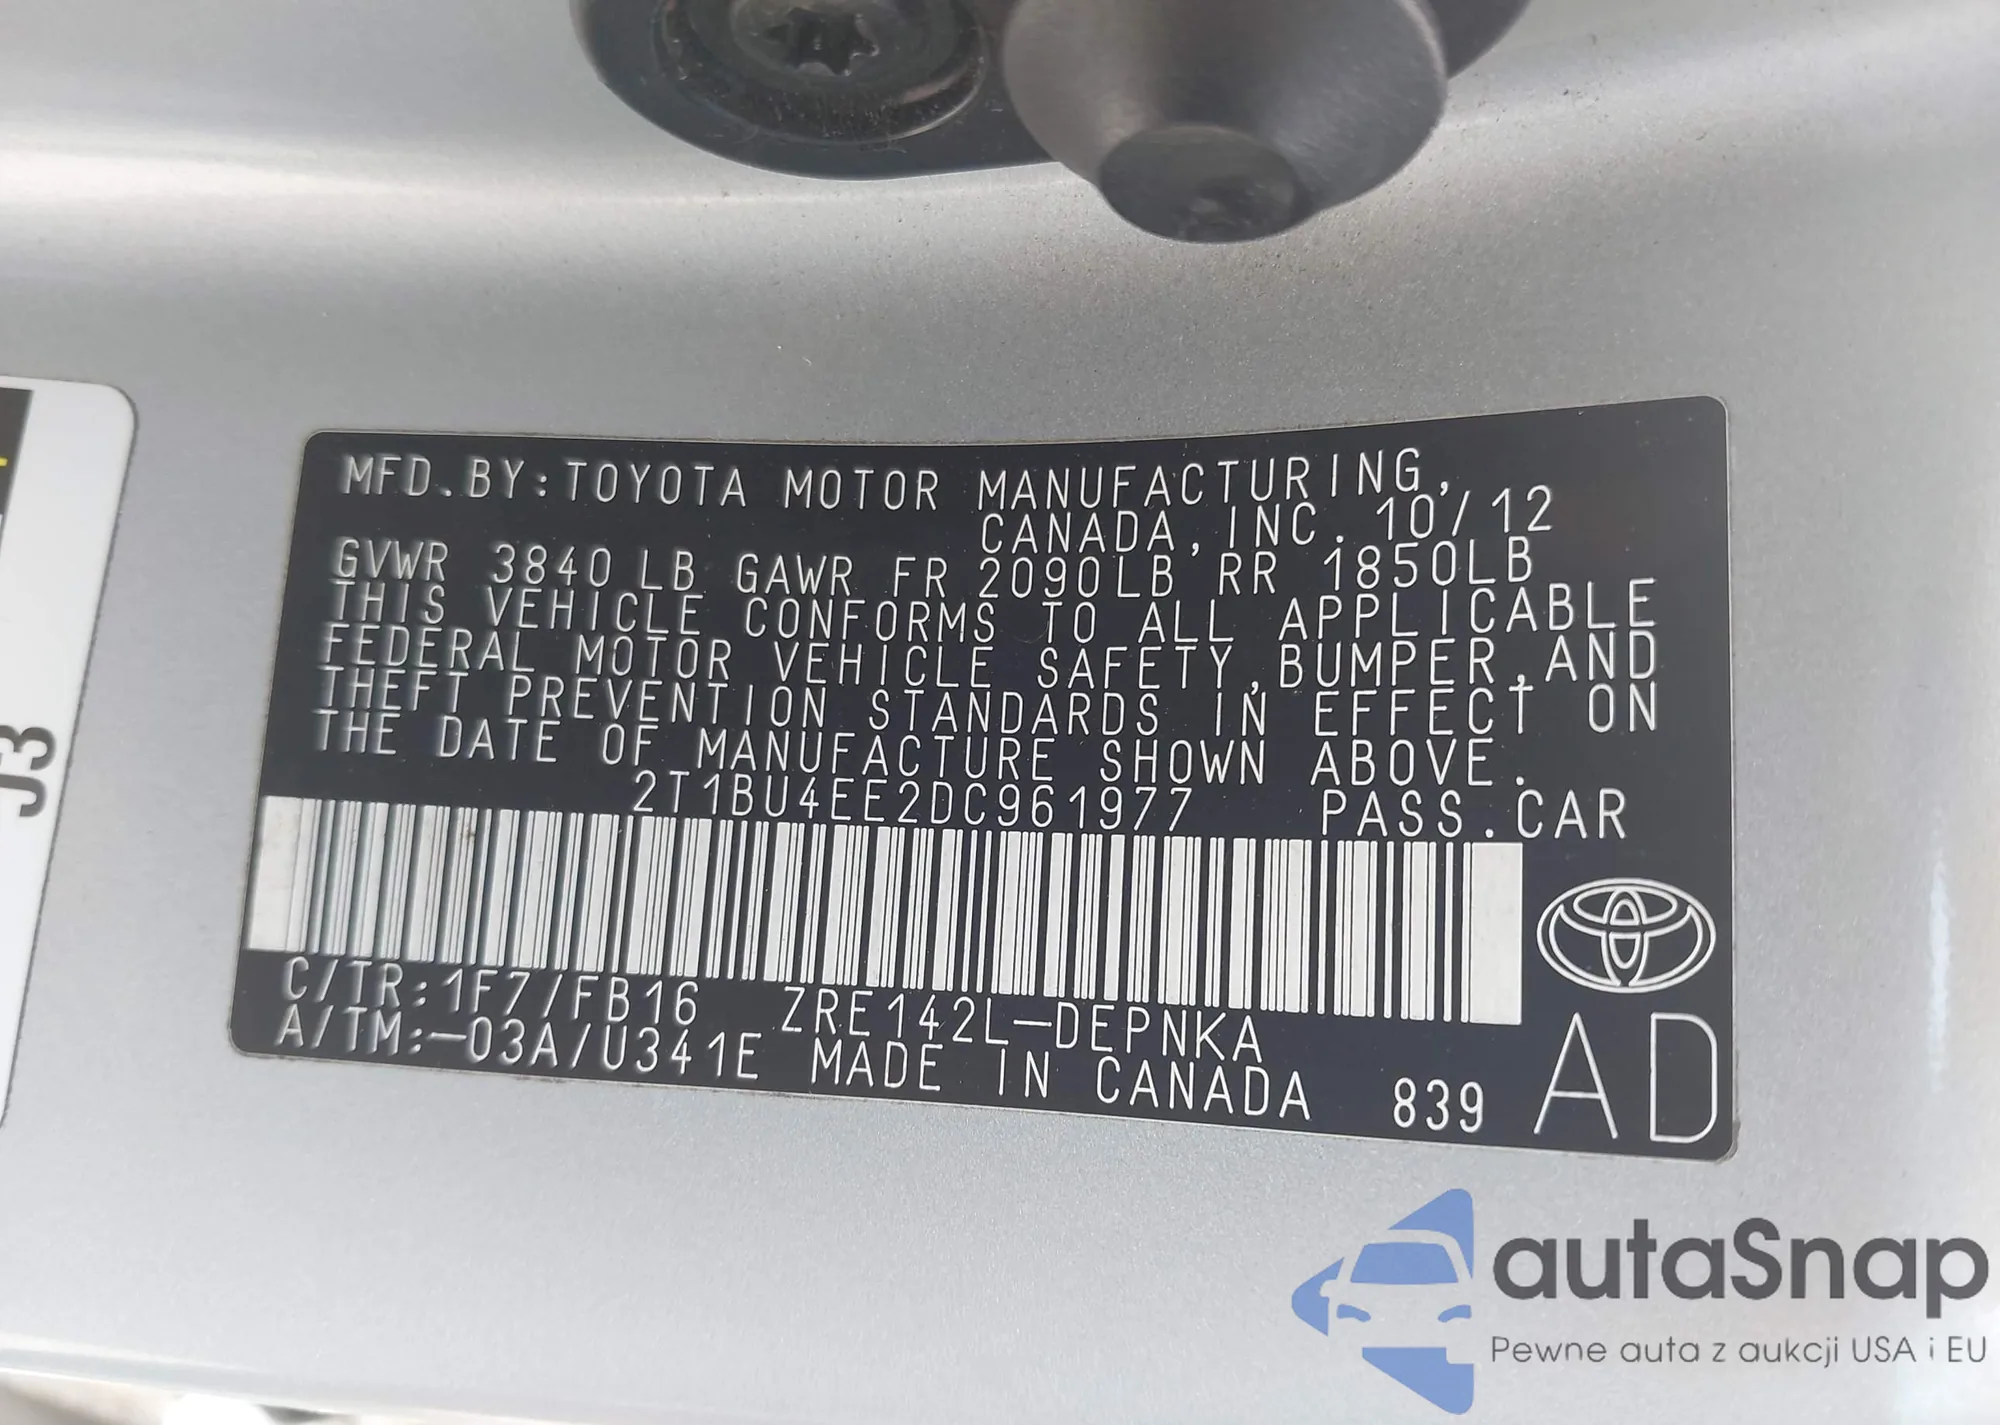 MFD.BY:TOYOTA MOTOR MANUFACTURING,
CANADA, INC. 10/12
GVWR 3840 LB GAWR FR 2090LB RR 1850LB
THIS VEHICLE CONFORMS TO ALL APPLICABLE
FEDERAL MOTOR VEHICLE SAFETY,BUMPER,AND
THEFT PREVENTION STANDARDS IN EFFECT ON
THE DATE OF MANUFACTURE SHOWN ABOVE.
2T1BU4EE2DC961977 PASS.CAR
C/TR:1F7/FB16 ZRE142L-DEPNKA
A/TM:-03A/U341E MADE IN CANADA 839 AD
J3
autaSnap
Pewne auta z aukcji USA i EU